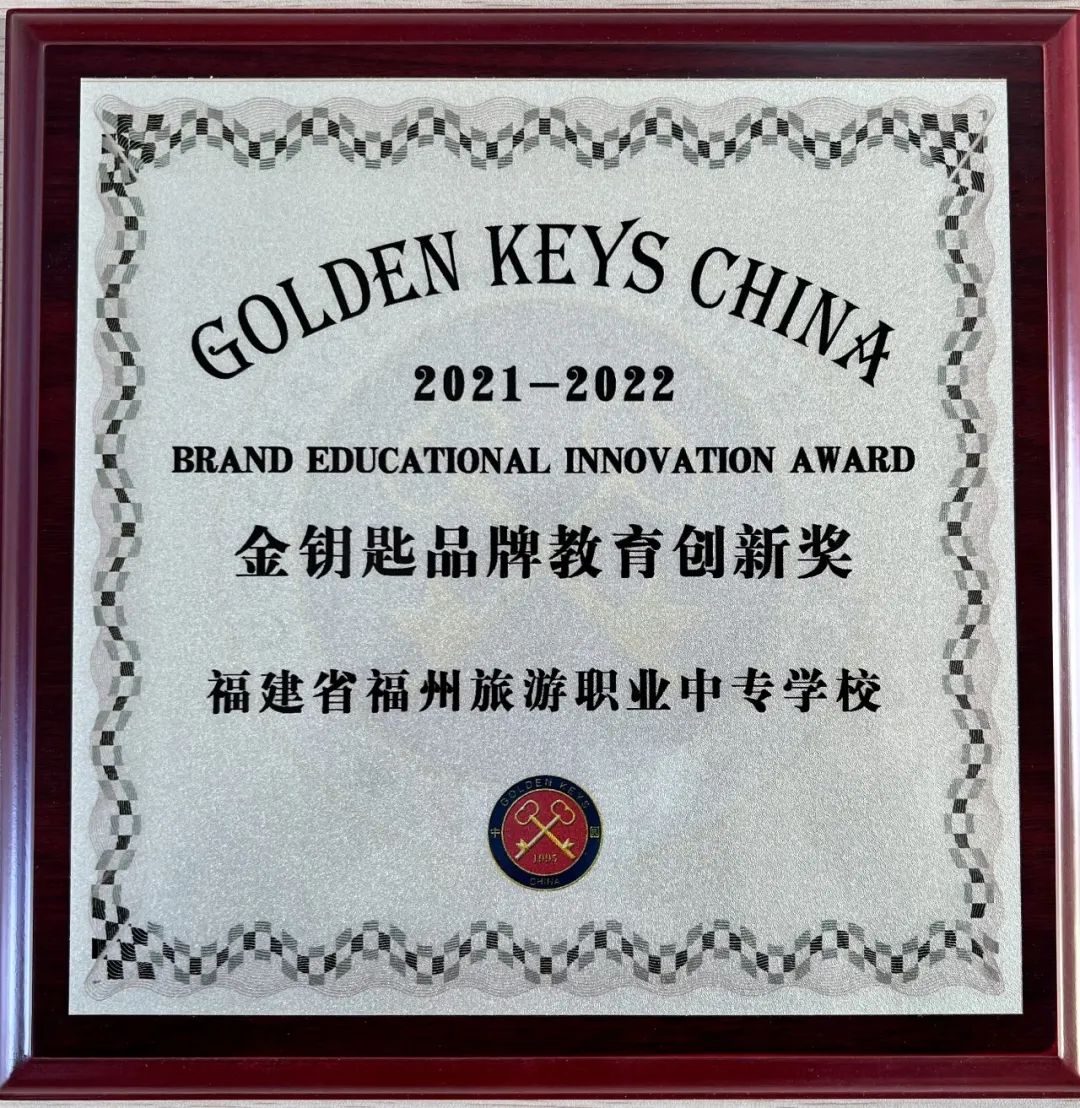 GOLDEN KEYS CHINA
2021-2022
BRAND EDUCATIONAL INNOVATION AWARD
金钥匙品牌教育创新奖
福建省福州旅游职业中专学校
GOLDEN KEYS
中 国
1995
CHINA